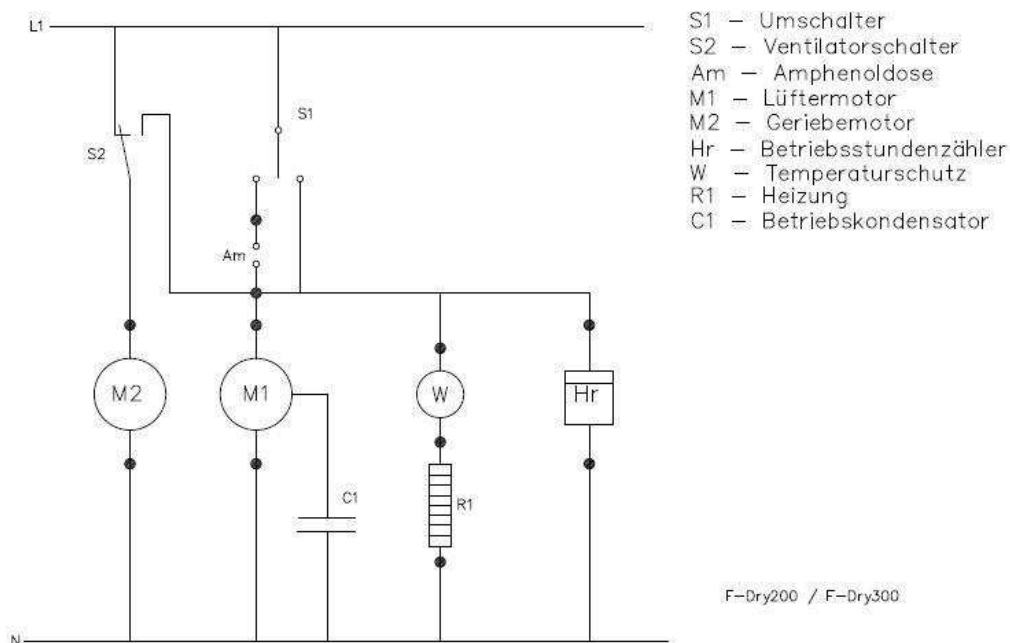 L1
S1 – Umschalter
S2 – Ventilatorschalter
Am – Amphenoldose
M1 – Lüftermotor
M2 – Geriebemotor
Hr – Betriebsstundenzähler
W – Temperaturschutz
R1 – Heizung
C1 – Betriebskondensator
S1
S2
Am
M2
M1
W
Hr
C1
R1
F–Dry200 / F–Dry300
N